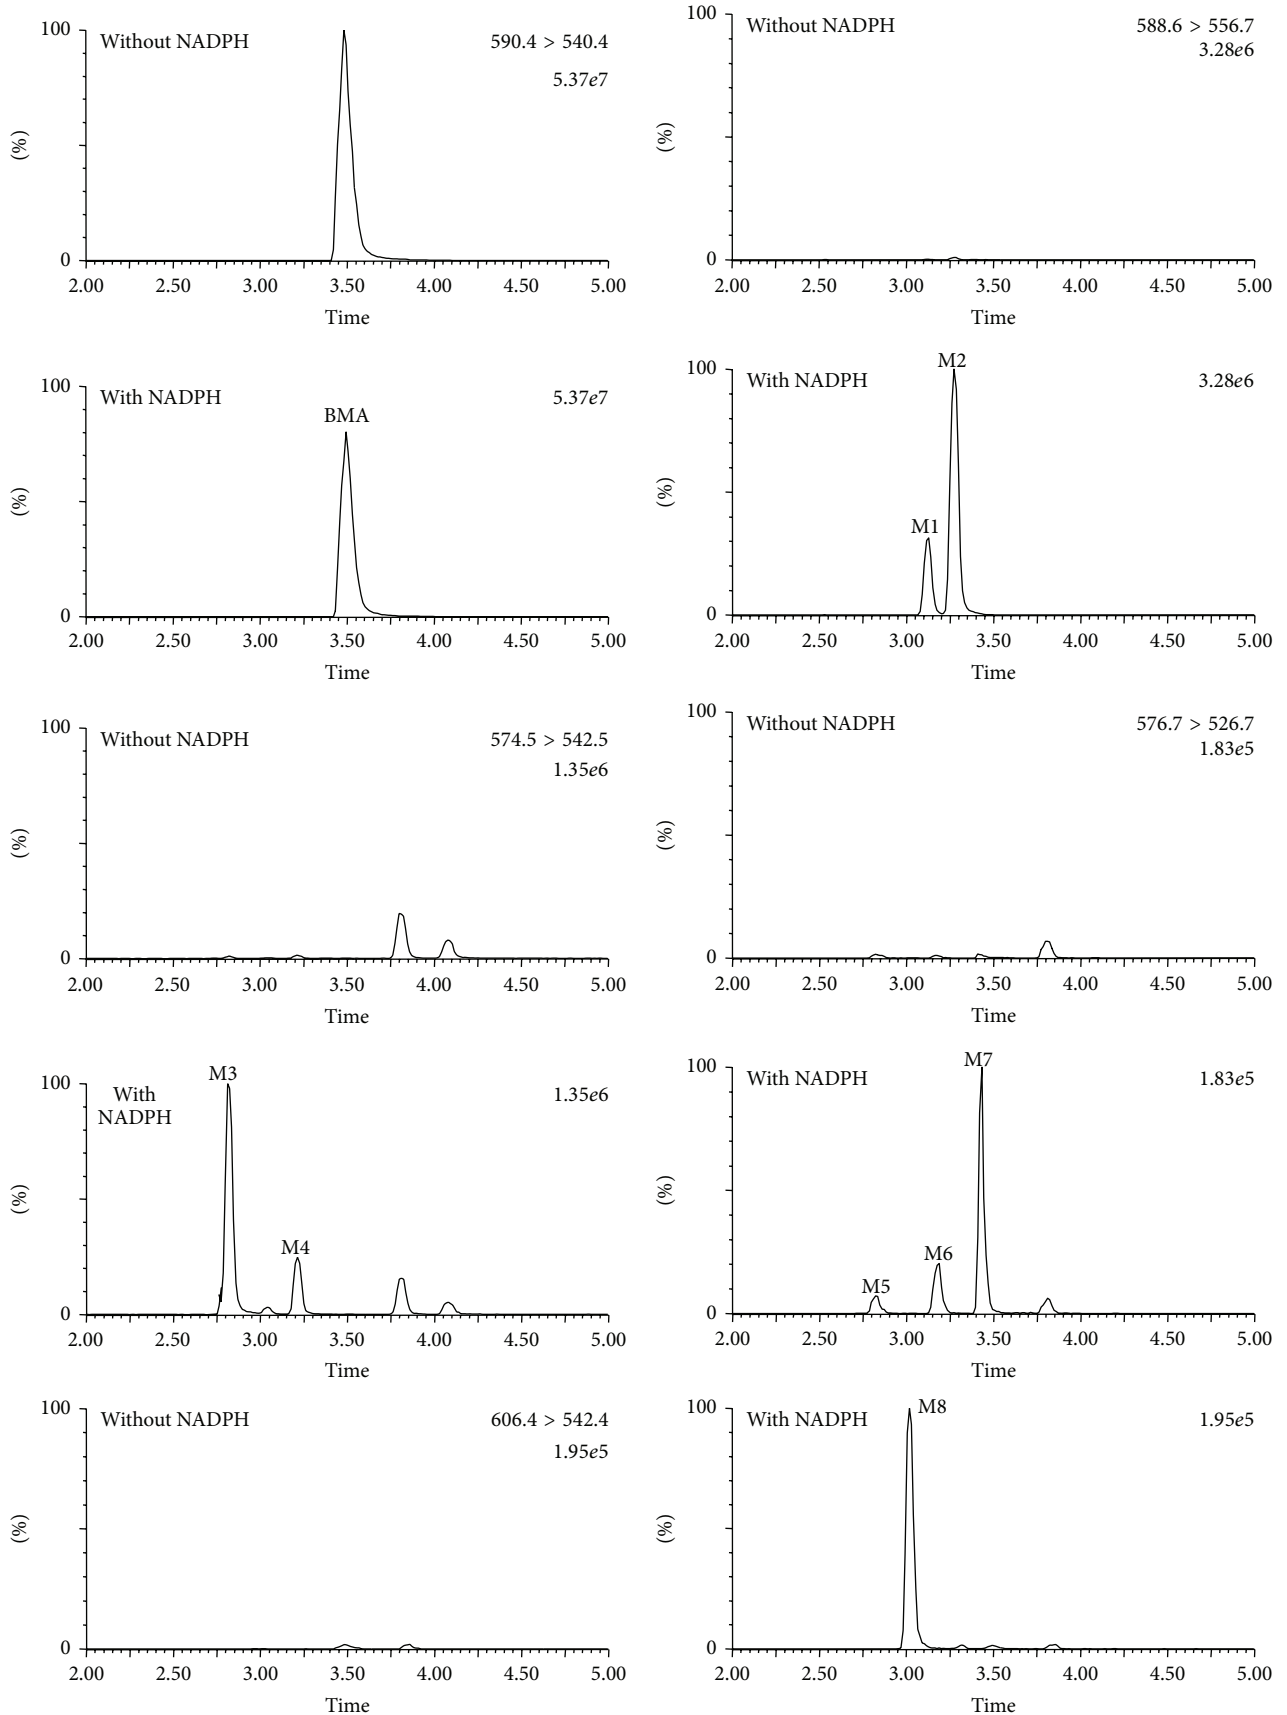 100
Without NADPH
590.4 > 540.4
5.37e7
(%)
0
2.00 2.50 3.00 3.50 4.00 4.50 5.00
Time
100
Without NADPH
588.6 > 556.7
3.28e6
(%)
0
2.00 2.50 3.00 3.50 4.00 4.50 5.00
Time
100
With NADPH
5.37e7
BMA
(%)
0
2.00 2.50 3.00 3.50 4.00 4.50 5.00
Time
100
With NADPH
M2
3.28e6
M1
(%)
0
2.00 2.50 3.00 3.50 4.00 4.50 5.00
Time
100
Without NADPH
574.5 > 542.5
1.35e6
(%)
0
2.00 2.50 3.00 3.50 4.00 4.50 5.00
Time
100
Without NADPH
576.7 > 526.7
1.83e5
(%)
0
2.00 2.50 3.00 3.50 4.00 4.50 5.00
Time
100
With
NADPH
M3
1.35e6
M4
(%)
0
2.00 2.50 3.00 3.50 4.00 4.50 5.00
Time
100
With NADPH
M7
1.83e5
M6
M5
(%)
0
2.00 2.50 3.00 3.50 4.00 4.50 5.00
Time
100
Without NADPH
606.4 > 542.4
1.95e5
(%)
0
2.00 2.50 3.00 3.50 4.00 4.50 5.00
Time
100
With NADPH
M8
1.95e5
(%)
0
2.00 2.50 3.00 3.50 4.00 4.50 5.00
Time